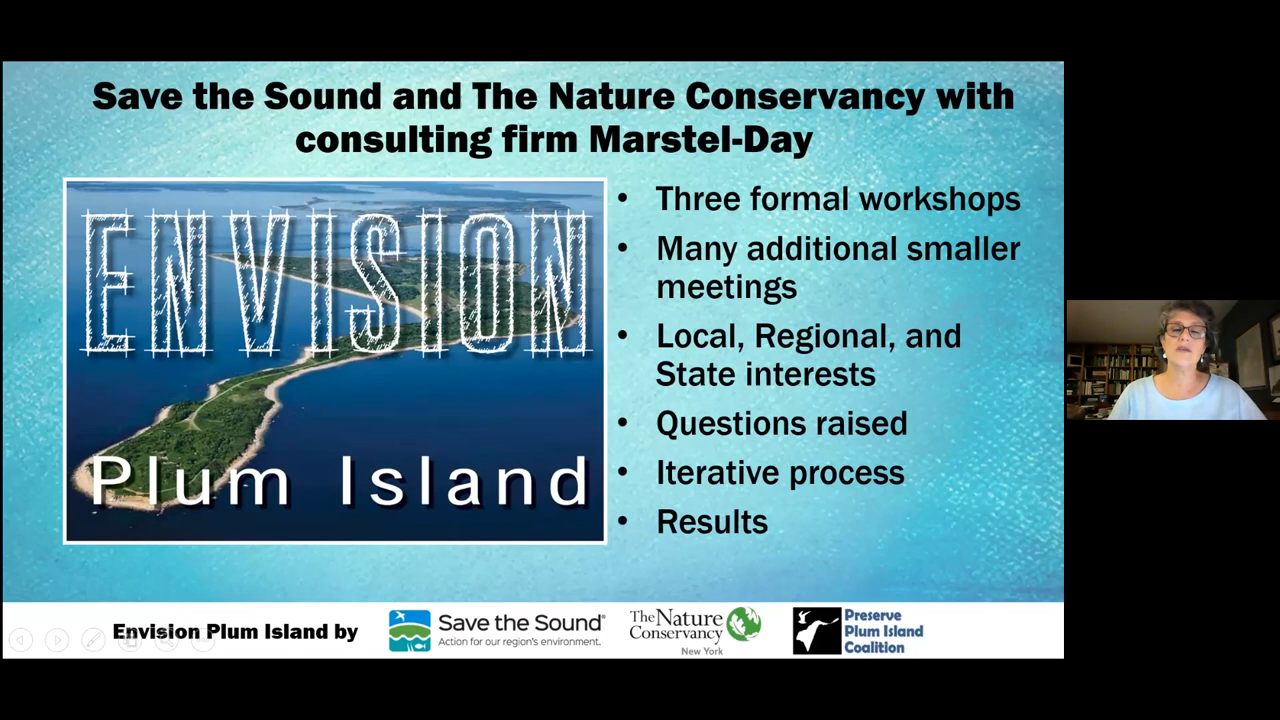 Save the Sound and The Nature Conservancy with
consulting firm Marstel-Day
ENVISION
Plum Island
• Three formal workshops
• Many additional smaller
meetings
• Local, Regional, and
State interests
• Questions raised
• Iterative process
• Results
Envision Plum Island by
Save the Sound®
Action for our region's environment.
The Nature
Conservancy
New York
Preserve
Plum Island
Coalition